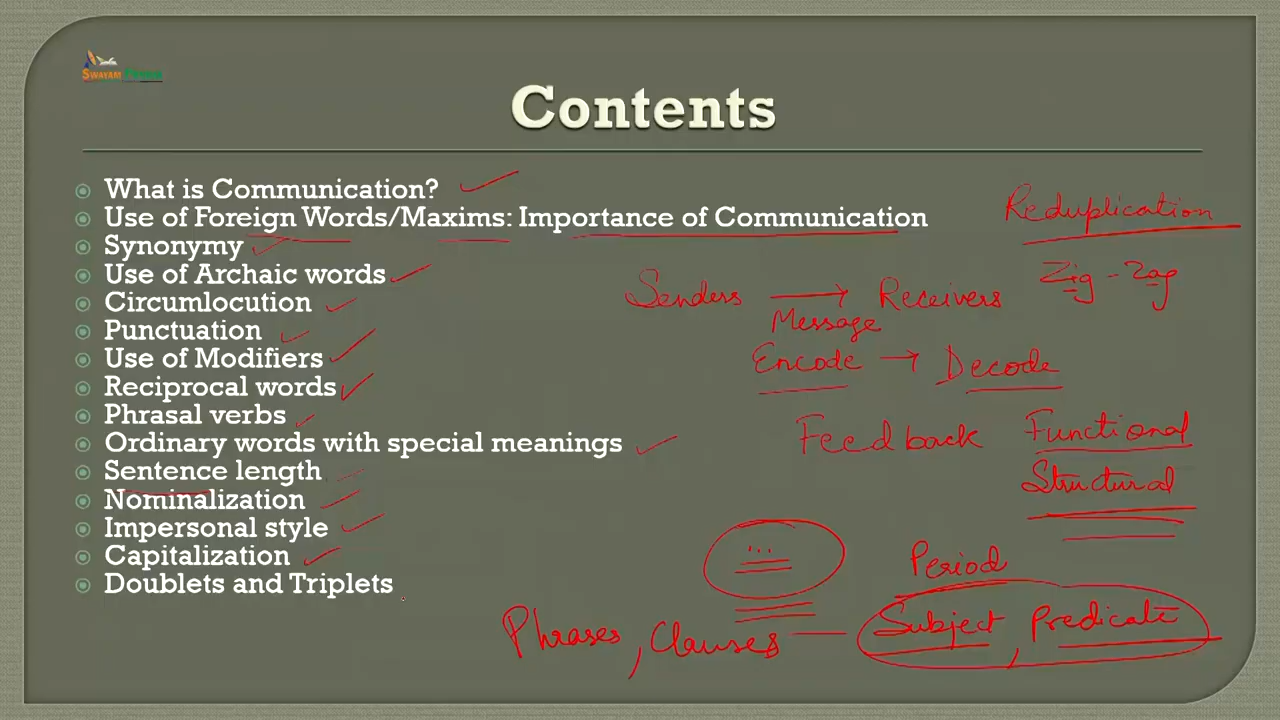 SWAYAM PRABHA
Contents
What is Communication?
Use of Foreign Words/Maxims: Importance of Communication
Synonymy
Use of Archaic words
Circumlocution
Punctuation
Use of Modifiers
Reciprocal words
Phrasal verbs
Ordinary words with special meanings
Sentence length
Nominalization
Impersonal style
Capitalization
Doublets and Triplets
Reduplication
Zig - Zag
Senders → Receivers
Message
Encode → Decode
Feedback
Functional
Structural
...
Period
Phrases, Clauses — Subject, Predicate